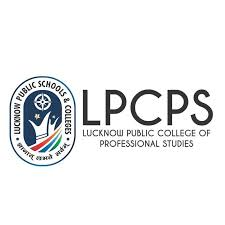 LUCKNOW PUBLIC SCHOOLS & COLLEGES
LPCPS
LUCKNOW PUBLIC COLLEGE OF
PROFESSIONAL STUDIES